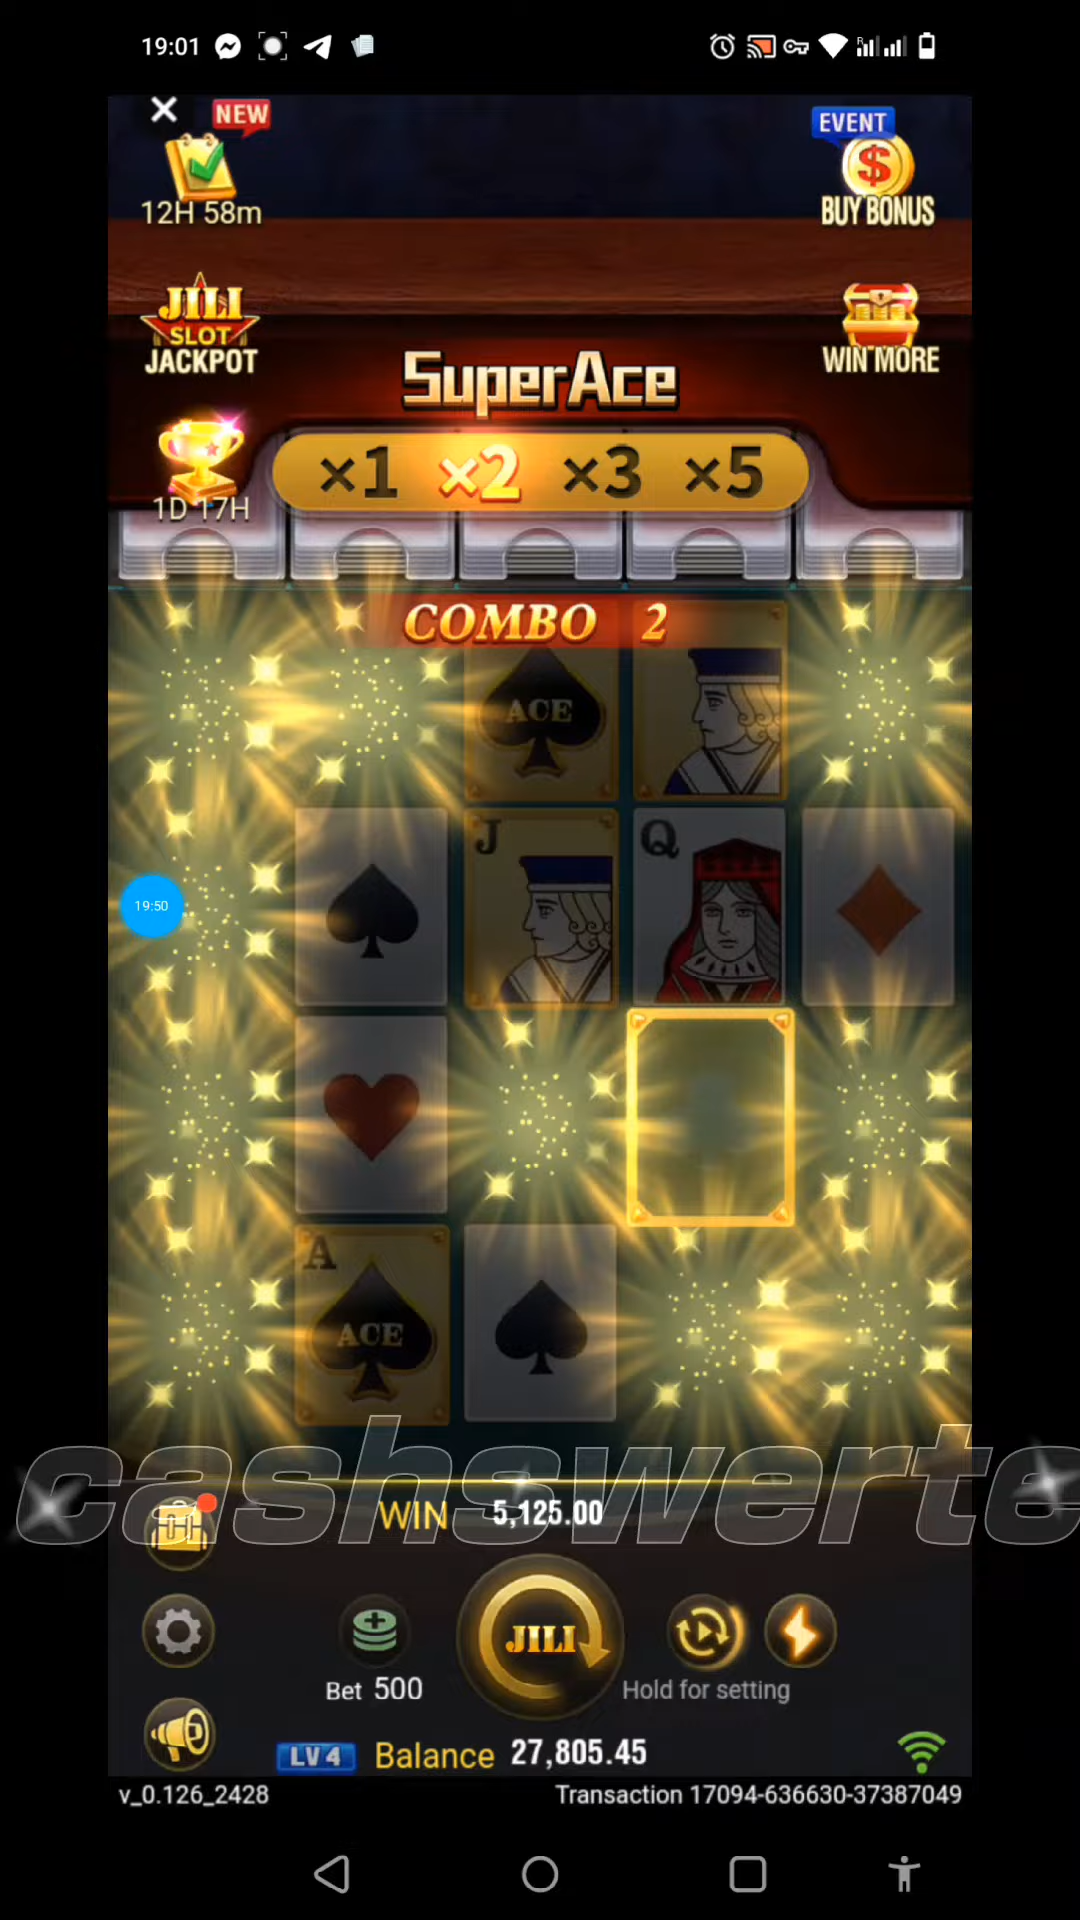 19:01
NEW
EVENT
12H 58m
BUY BONUS
JILI
SLOT
JACKPOT
WIN MORE
SuperAce
×1 ×2 ×3 ×5
1D 17H
COMBO 2
ACE
J
Q
19:50
A
ACE
cashswerte
WIN 5,125.00
JILI
Bet 500
Hold for setting
LV 4 Balance 27,805.45
v_0.126_2428
Transaction 17094-636630-37387049